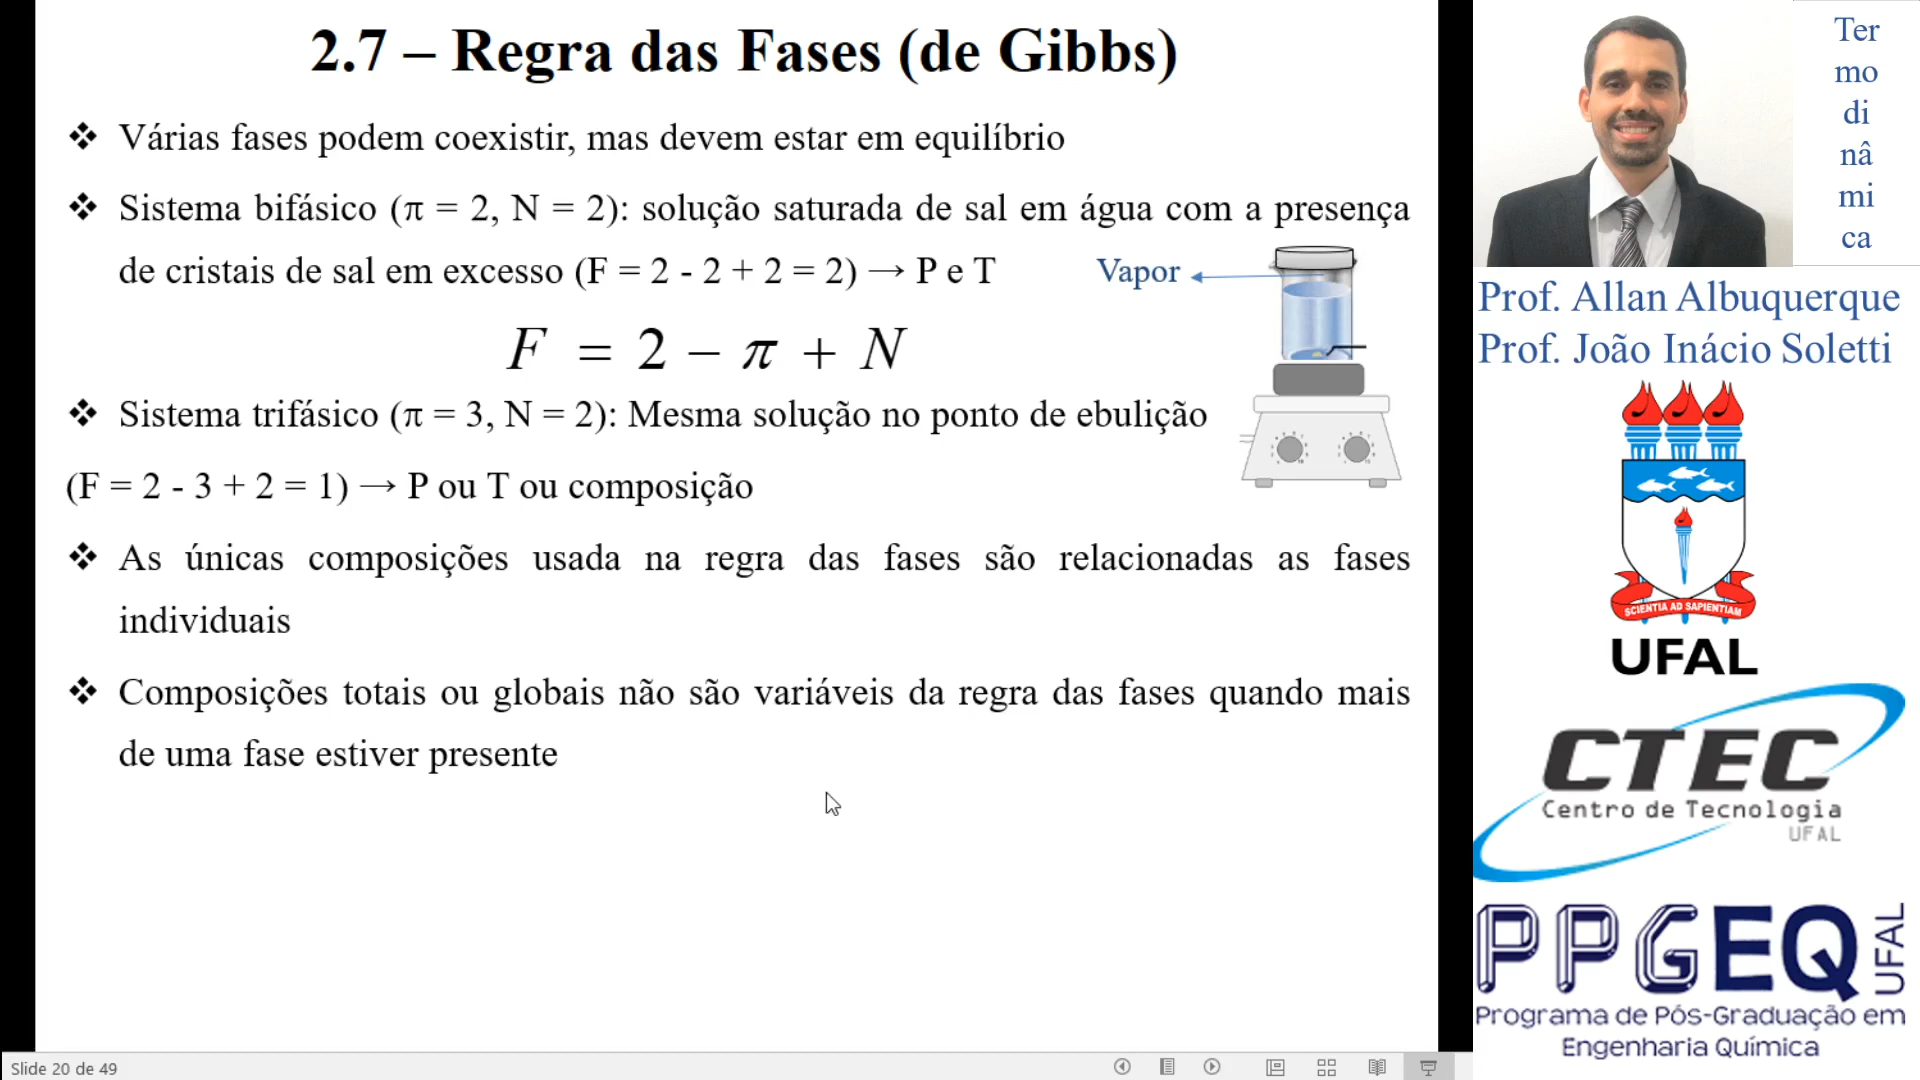 2.7 – Regra das Fases (de Gibbs)
❖ Várias fases podem coexistir, mas devem estar em equilíbrio
❖ Sistema bifásico (π = 2, N = 2): solução saturada de sal em água com a presença
de cristais de sal em excesso (F = 2 - 2 + 2 = 2) → P e T
Vapor
F = 2 − π + N
❖ Sistema trifásico (π = 3, N = 2): Mesma solução no ponto de ebulição
(F = 2 - 3 + 2 = 1) → P ou T ou composição
❖ As únicas composições usada na regra das fases são relacionadas as fases
individuais
❖ Composições totais ou globais não são variáveis da regra das fases quando mais
de uma fase estiver presente
Slide 20 de 49
Ter
mo
di
nâ
mi
ca
Prof. Allan Albuquerque
Prof. João Inácio Soletti
SCIENTIA AD SAPIENTIAM
UFAL
CTEC
Centro de Tecnologia
UFAL
PPGEQ
UFAL
Programa de Pós-Graduação em
Engenharia Química